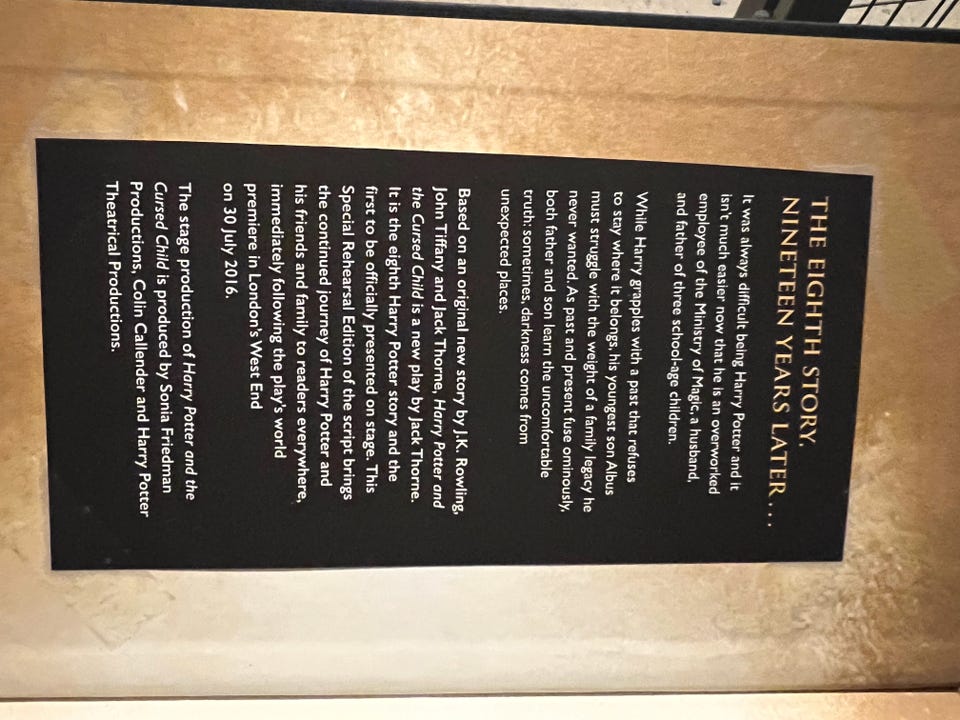 THE EIGHTH STORY.
NINETEEN YEARS LATER . . .
It was always difficult being Harry Potter and it
isn't much easier now that he is an overworked
employee of the Ministry of Magic, a husband,
and father of three school-age children.
While Harry grapples with a past that refuses
to stay where it belongs, his youngest son Albus
must struggle with the weight of a family legacy he
never wanted. As past and present fuse ominously,
both father and son learn the uncomfortable
truth: sometimes, darkness comes from
unexpected places.
Based on an original new story by J.K. Rowling,
John Tiffany and Jack Thorne, Harry Potter and
the Cursed Child is a new play by Jack Thorne.
It is the eighth Harry Potter story and the
first to be officially presented on stage. This
Special Rehearsal Edition of the script brings
the continued journey of Harry Potter and
his friends and family to readers everywhere,
immediately following the play's world
premiere in London's West End
on 30 July 2016.
The stage production of Harry Potter and the
Cursed Child is produced by Sonia Friedman
Productions, Colin Callender and Harry Potter
Theatrical Productions.